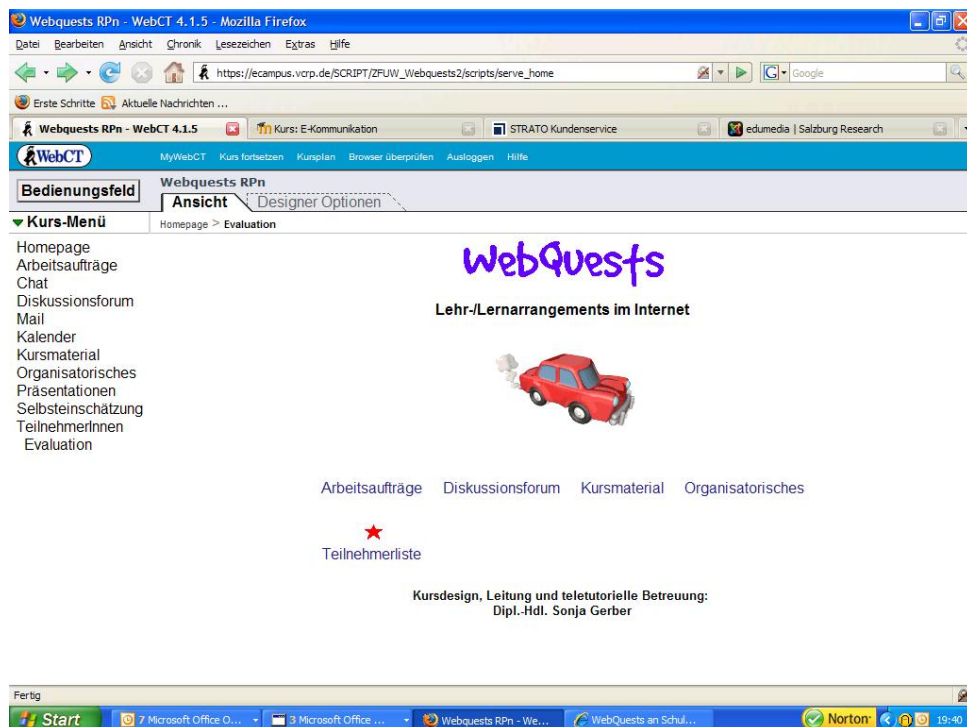 Webquests RPn - WebCT 4.1.5 - Mozilla Firefox
Datei Bearbeiten Ansicht Chronik Lesezeichen Extras Hilfe
https://ecampus.vcrp.de/SCRIPT/ZFUW_Webquests2/scripts/serve_home
G Google
Erste Schritte Aktuelle Nachrichten ...
Webquests RPn - WebCT 4.1.5 Kurs: E-Kommunikation STRATO Kundenservice edumedia | Salzburg Research
WebCT MyWebCT Kurs fortsetzen Kursplan Browser überprüfen Ausloggen Hilfe
Bedienungsfeld
Webquests RPn
Ansicht Designer Optionen
Kurs-Menü
Homepage > Evaluation
Homepage
Arbeitsaufträge
Chat
Diskussionsforum
Mail
Kalender
Kursmaterial
Organisatorisches
Präsentationen
Selbsteinschätzung
TeilnehmerInnen
Evaluation
WebQuests
Lehr-/Lernarrangements im Internet
Arbeitsaufträge Diskussionsforum Kursmaterial Organisatorisches
Teilnehmerliste
Kursdesign, Leitung und teletutorielle Betreuung:
Dipl.-Hdl. Sonja Gerber
Fertig
Start 7 Microsoft Office O... 3 Microsoft Office ... Webquests RPn - We... WebQuests an Schul... Norton 19:40